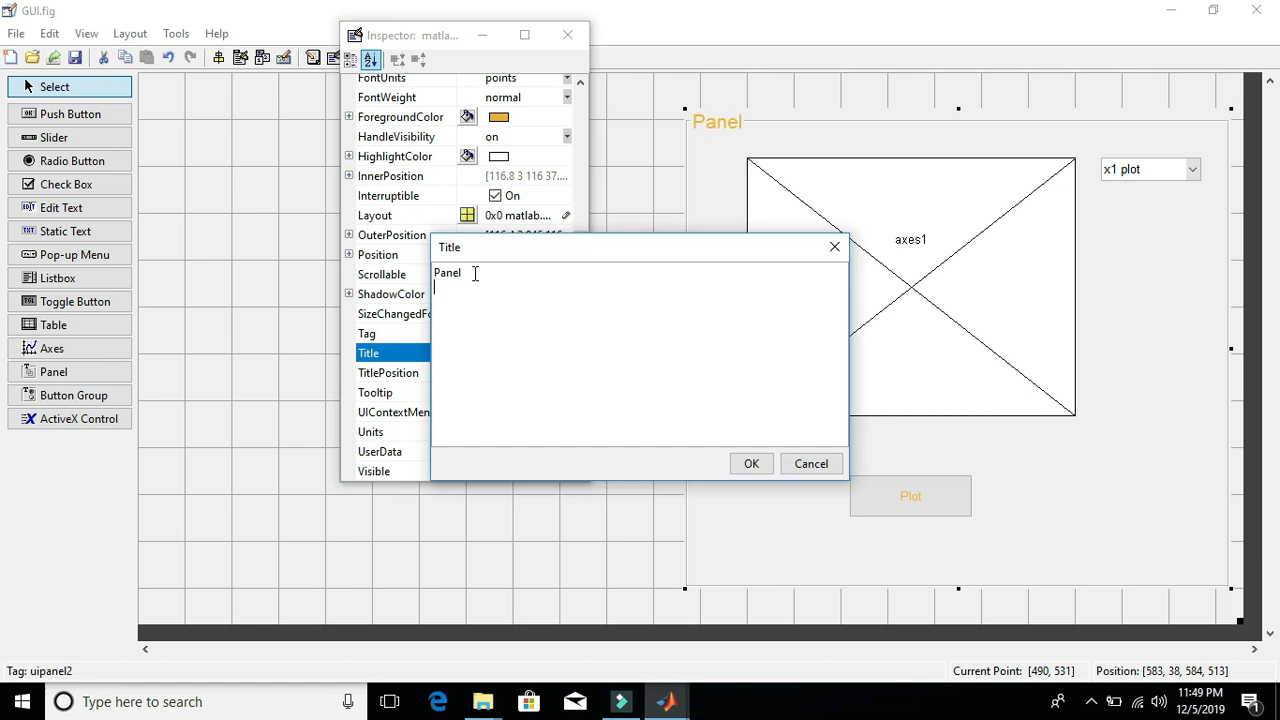 GUI.fig
File Edit View Layout Tools Help
Select
Push Button
Slider
Radio Button
Check Box
Edit Text
Static Text
Pop-up Menu
Listbox
Toggle Button
Table
Axes
Panel
Button Group
ActiveX Control
Inspector: matla...
FontUnits points
FontWeight normal
ForegroundColor
HandleVisibility on
HighlightColor
InnerPosition [116.8 3 116 37....
Interruptible On
Layout 0x0 matlab....
OuterPosition
Position
Scrollable
ShadowColor
SizeChangedFc
Tag
Title
TitlePosition
Tooltip
UIContextMen
Units
UserData
Visible
Title
Panel
OK Cancel
Panel
axes1
x1 plot
Plot
Tag: uipanel2
Current Point: [490, 531] Position: [583, 38, 584, 513]
Type here to search
11:49 PM
12/5/2019
1